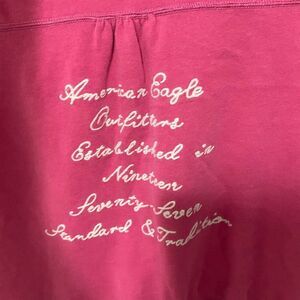 American Eagle
Outfitters
Established in
Nineteen
Seventy-Seven
Standard & Tradition